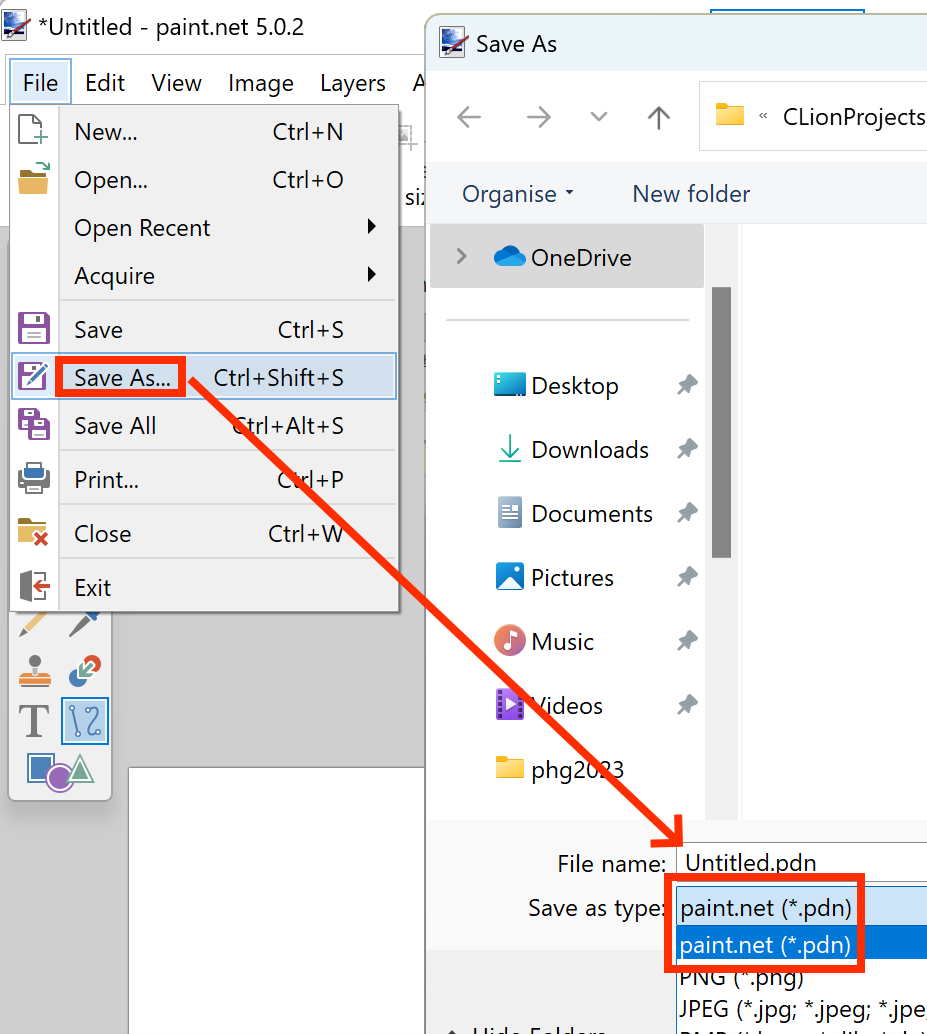 *Untitled - paint.net 5.0.2
File Edit View Image Layers A
New... Ctrl+N
Open... Ctrl+O
Open Recent
Acquire
Save Ctrl+S
Save As... Ctrl+Shift+S
Save All Ctrl+Alt+S
Print... Ctrl+P
Close Ctrl+W
Exit
siz
T
Save As
« CLionProjects
Organise New folder
OneDrive
Desktop
Downloads
Documents
Pictures
Music
Videos
phg2023
File name: Untitled.pdn
Save as type: paint.net (*.pdn)
paint.net (*.pdn)
PNG (*.png)
JPEG (*.jpg; *.jpeg; *.jpe;
Hide Folders